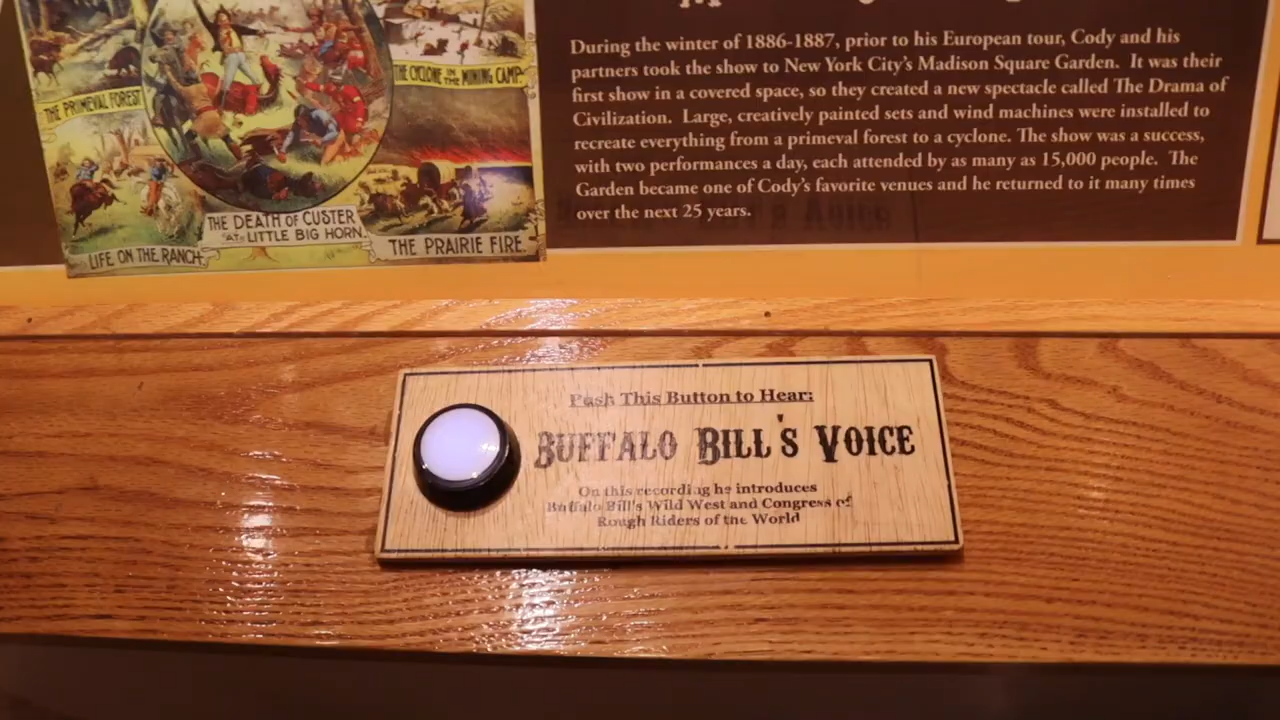 THE CYCLONE IN THE MINING CAMP.
THE PRIMEVAL FOREST
THE DEATH OF CUSTER
AT LITTLE BIG HORN.
LIFE ON THE RANCH.
THE PRAIRIE FIRE.
During the winter of 1886-1887, prior to his European tour, Cody and his
partners took the show to New York City's Madison Square Garden. It was their
first show in a covered space, so they created a new spectacle called The Drama of
Civilization. Large, creatively painted sets and wind machines were installed to
recreate everything from a primeval forest to a cyclone. The show was a success,
with two performances a day, each attended by as many as 15,000 people. The
Garden became one of Cody's favorite venues and he returned to it many times
over the next 25 years.
Push This Button to Hear:
BUFFALO BILL'S VOICE
On this recording he introduces
Buffalo Bill's Wild West and Congress of
Rough Riders of the World